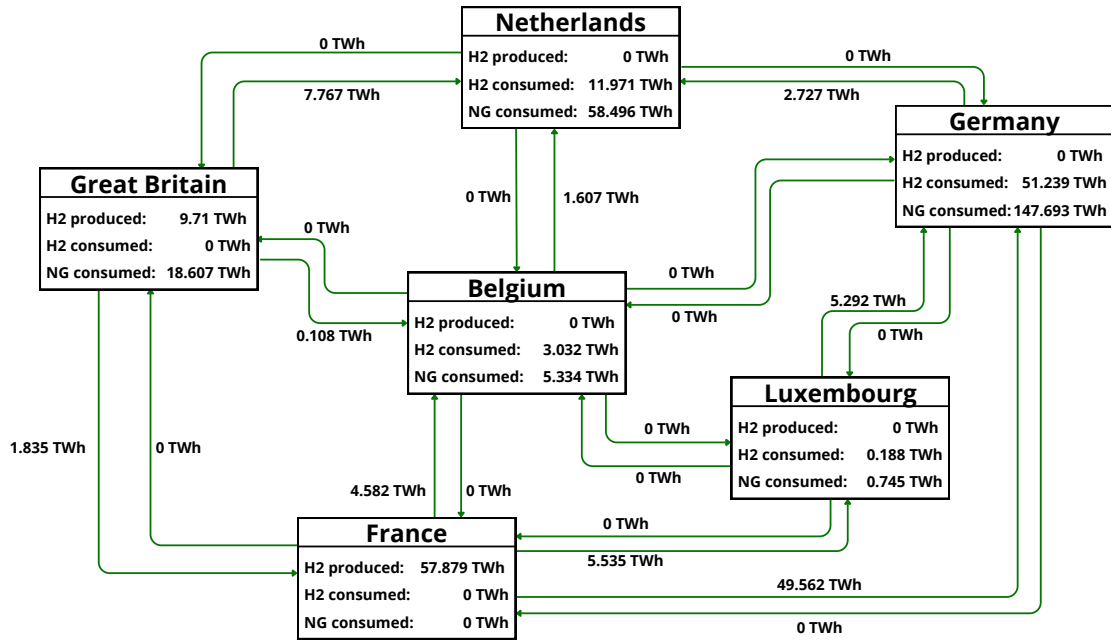 Netherlands
H2 produced: 0 TWh
H2 consumed: 11.971 TWh
NG consumed: 58.496 TWh
0 TWh
7.767 TWh
0 TWh
2.727 TWh
Germany
H2 produced: 0 TWh
H2 consumed: 51.239 TWh
NG consumed: 147.693 TWh
Great Britain
H2 produced: 9.71 TWh
H2 consumed: 0 TWh
NG consumed: 18.607 TWh
0 TWh
1.607 TWh
0 TWh
0.108 TWh
Belgium
H2 produced: 0 TWh
H2 consumed: 3.032 TWh
NG consumed: 5.334 TWh
0 TWh
0 TWh
5.292 TWh
0 TWh
Luxembourg
H2 produced: 0 TWh
H2 consumed: 0.188 TWh
NG consumed: 0.745 TWh
1.835 TWh
0 TWh
4.582 TWh
0 TWh
0 TWh
0 TWh
France
H2 produced: 57.879 TWh
H2 consumed: 0 TWh
NG consumed: 0 TWh
0 TWh
5.535 TWh
49.562 TWh
0 TWh